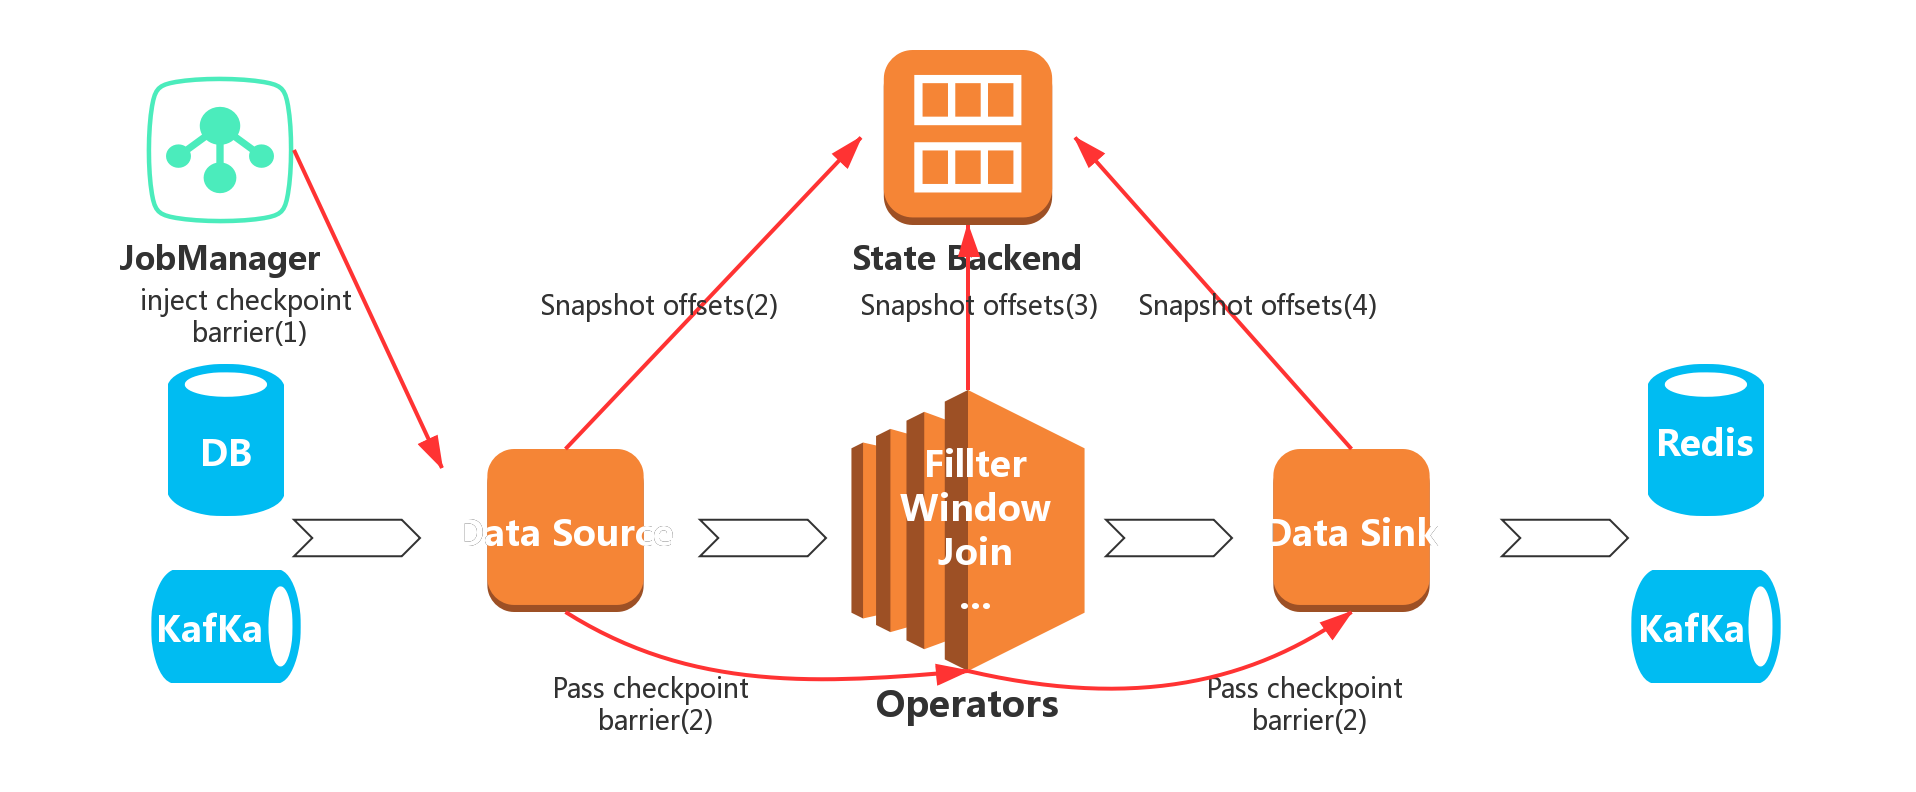 JobManager
inject checkpoint
barrier(1)
State Backend
Snapshot offsets(2)
Snapshot offsets(3)
Snapshot offsets(4)
DB
KafKa
Data Source
Fillter
Window
Join
...
Data Sink
Redis
KafKa
Pass checkpoint
barrier(2)
Operators
Pass checkpoint
barrier(2)